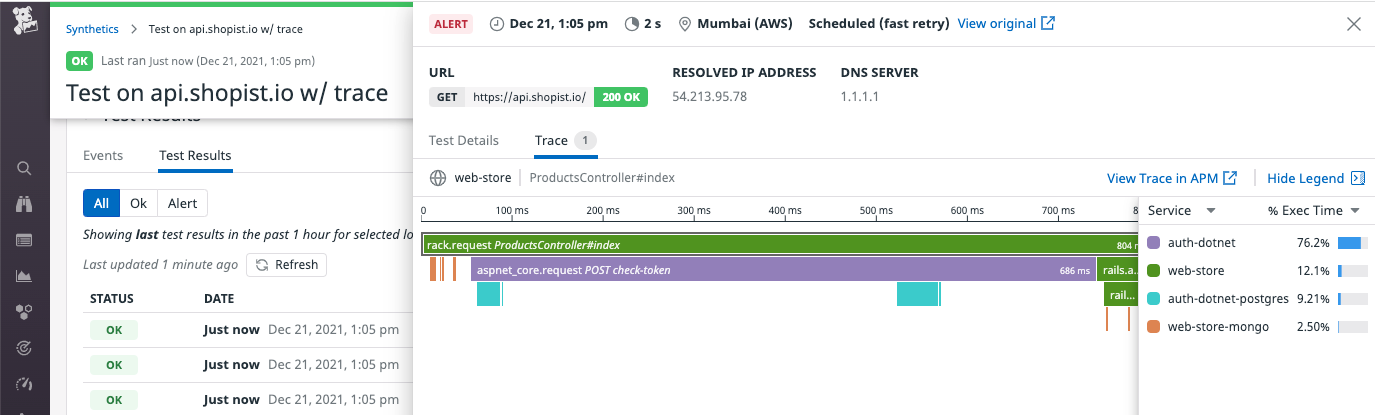 Synthetics > Test on api.shopist.io w/ trace
OK Last ran Just now (Dec 21, 2021, 1:05 pm)
Test on api.shopist.io w/ trace
Test Results
Events Test Results
All Ok Alert
Showing last test results in the past 1 hour for selected lo
Last updated 1 minute ago Refresh
STATUS DATE
OK Just now Dec 21, 2021, 1:05 pm
OK Just now Dec 21, 2021, 1:05 pm
OK Just now Dec 21, 2021, 1:05 pm
ALERT Dec 21, 1:05 pm 2 s Mumbai (AWS) Scheduled (fast retry) View original
URL RESOLVED IP ADDRESS DNS SERVER
GET https://api.shopist.io/ 200 OK 54.213.95.78 1.1.1.1
Test Details Trace 1
web-store ProductsController#index View Trace in APM Hide Legend
0 100 ms 200 ms 300 ms 400 ms 500 ms 600 ms 700 ms 8
rack.request ProductsController#index 804 m
aspnet_core.request POST check-token 686 ms rails.a...
rail...
Service % Exec Time
auth-dotnet 76.2%
web-store 12.1%
auth-dotnet-postgres 9.21%
web-store-mongo 2.50%